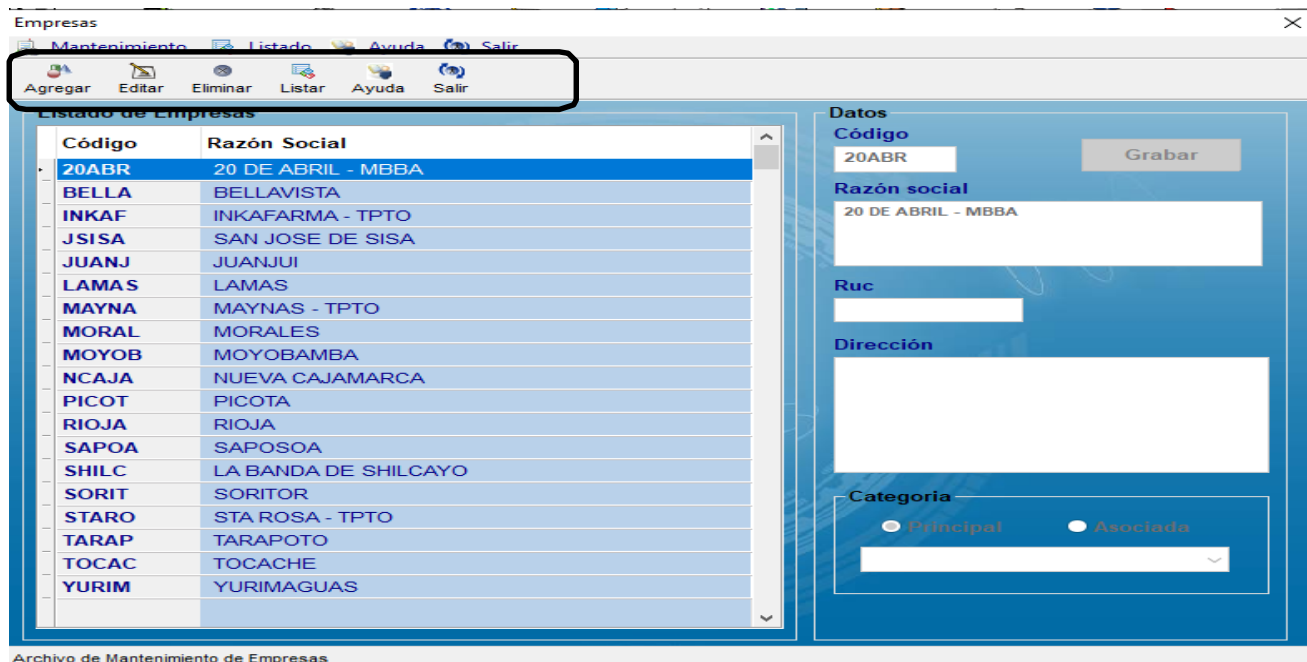 Empresas
Mantenimiento Listado Ayuda Salir
Agregar Editar Eliminar Listar Ayuda Salir
Listado de Empresas
Código Razón Social
20ABR 20 DE ABRIL - MBBA
BELLA BELLAVISTA
INKAF INKAFARMA - TPTO
JSISA SAN JOSE DE SISA
JUANJ JUANJUI
LAMAS LAMAS
MAYNA MAYNAS - TPTO
MORAL MORALES
MOYOB MOYOBAMBA
NCAJA NUEVA CAJAMARCA
PICOT PICOTA
RIOJA RIOJA
SAPOA SAPOSOA
SHILC LA BANDA DE SHILCAYO
SORIT SORITOR
STARO STA ROSA - TPTO
TARAP TARAPOTO
TOCAC TOCACHE
YURIM YURIMAGUAS
Datos
Código
20ABR Grabar
Razón social
20 DE ABRIL - MBBA
Ruc
Dirección
Categoria
Principal Asociada
Archivo de Mantenimiento de Empresas